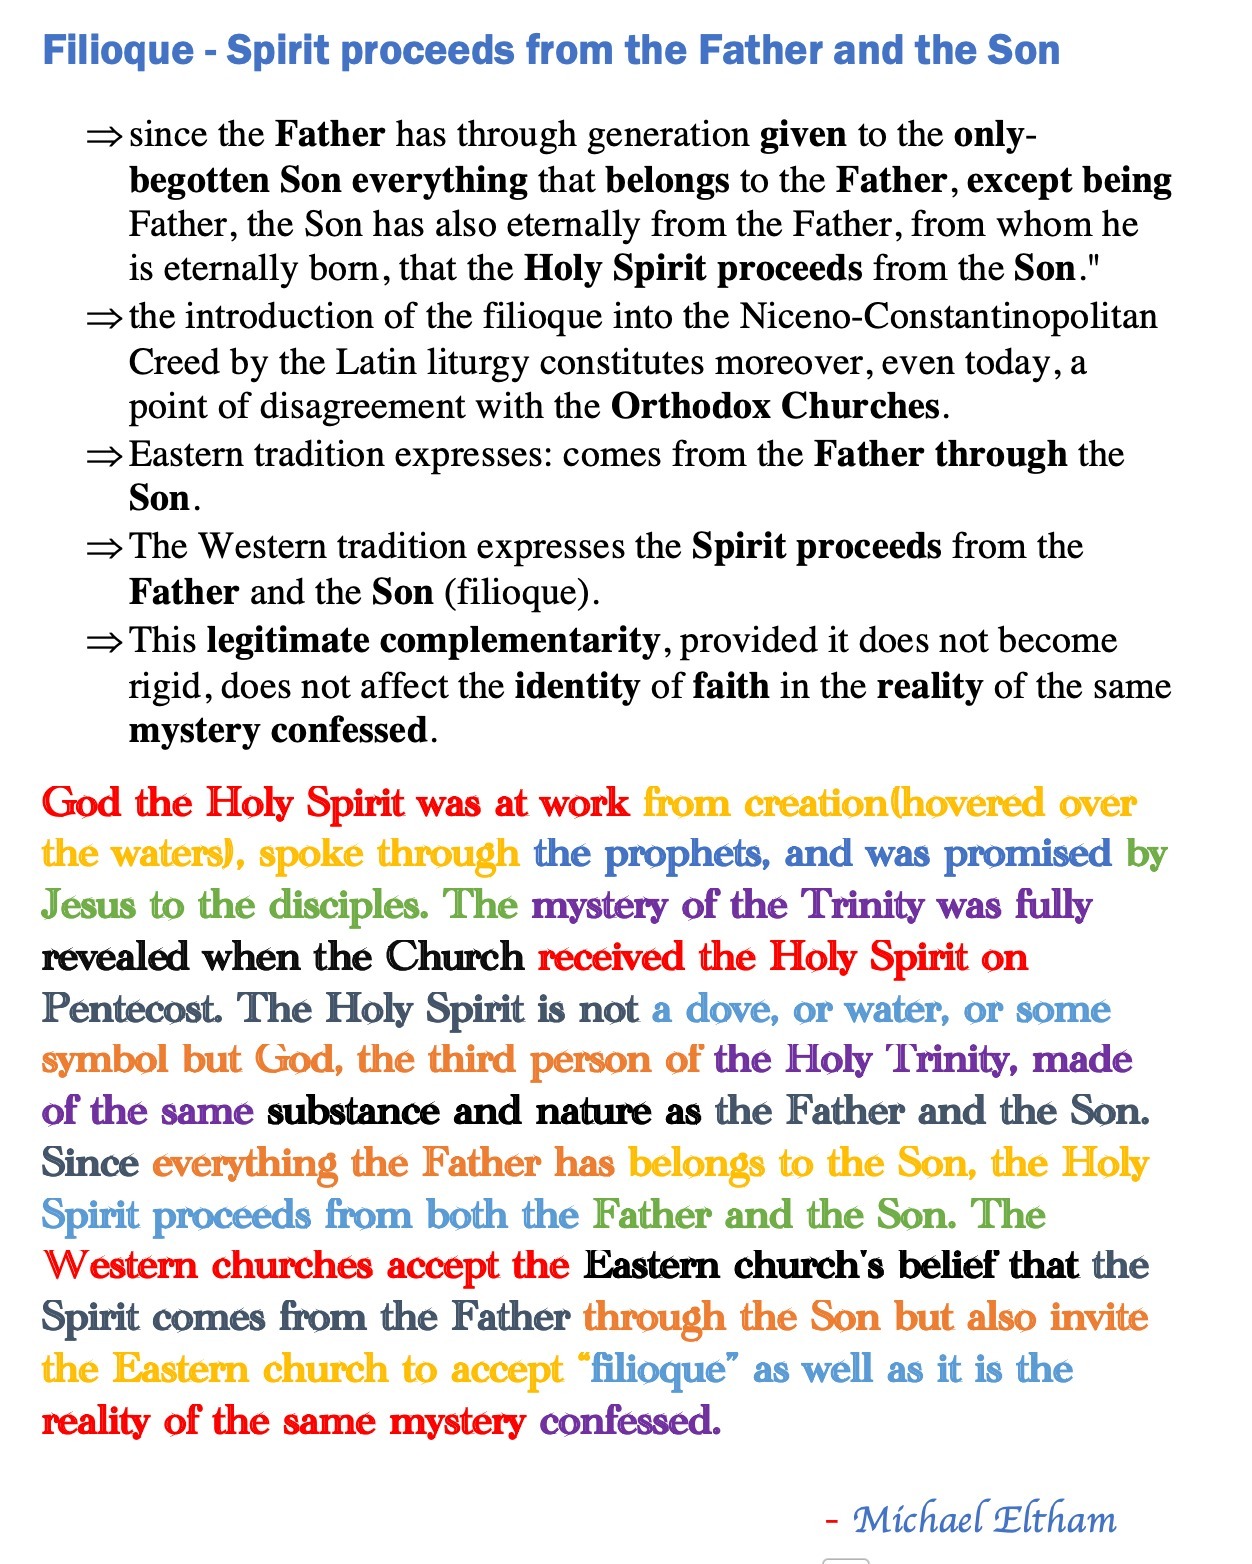 Filioque - Spirit proceeds from the Father and the Son
⇒ since the Father has through generation given to the only-
begotten Son everything that belongs to the Father, except being
Father, the Son has also eternally from the Father, from whom he
is eternally born, that the Holy Spirit proceeds from the Son."
⇒ the introduction of the filioque into the Niceno-Constantinopolitan
Creed by the Latin liturgy constitutes moreover, even today, a
point of disagreement with the Orthodox Churches.
⇒ Eastern tradition expresses: comes from the Father through the
Son.
⇒ The Western tradition expresses the Spirit proceeds from the
Father and the Son (filioque).
⇒ This legitimate complementarity, provided it does not become
rigid, does not affect the identity of faith in the reality of the same
mystery confessed.
God the Holy Spirit was at work from creation(hovered over
the waters), spoke through the prophets, and was promised by
Jesus to the disciples. The mystery of the Trinity was fully
revealed when the Church received the Holy Spirit on
Pentecost. The Holy Spirit is not a dove, or water, or some
symbol but God, the third person of the Holy Trinity, made
of the same substance and nature as the Father and the Son.
Since everything the Father has belongs to the Son, the Holy
Spirit proceeds from both the Father and the Son. The
Western churches accept the Eastern church's belief that the
Spirit comes from the Father through the Son but also invite
the Eastern church to accept “filioque” as well as it is the
reality of the same mystery confessed.
- Michael Eltham